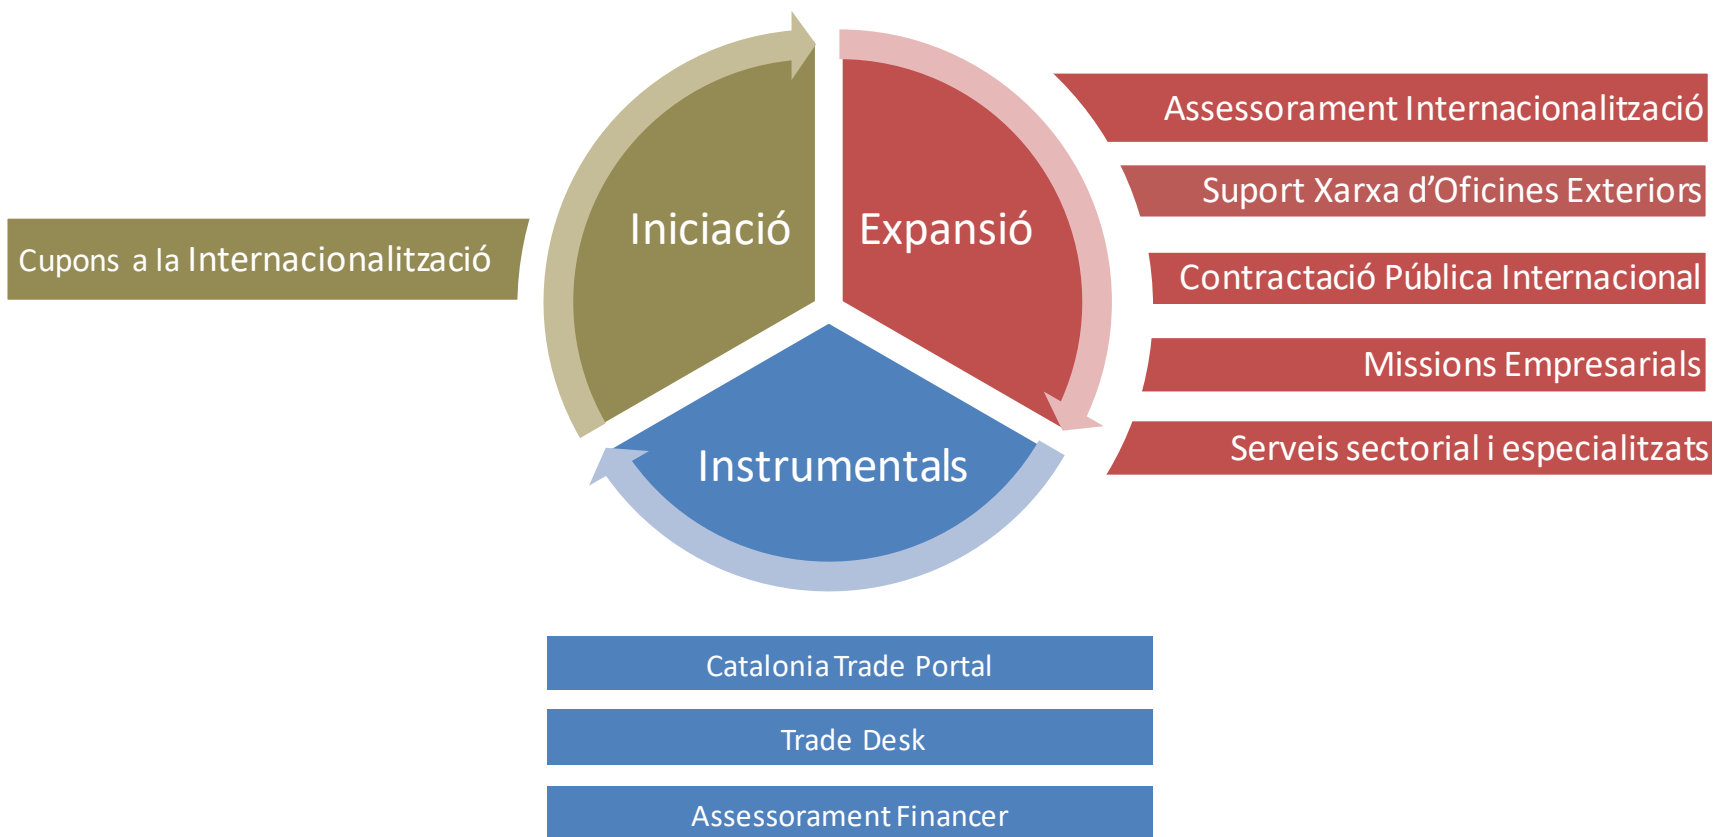 Iniciació
Expansió
Instrumentals
Cupons a la Internacionalització
Assessorament Internacionalització
Suport Xarxa d'Oficines Exteriors
Contractació Pública Internacional
Missions Empresarials
Serveis sectorial i especialitzats
Catalonia Trade Portal
Trade Desk
Assessorament Financer